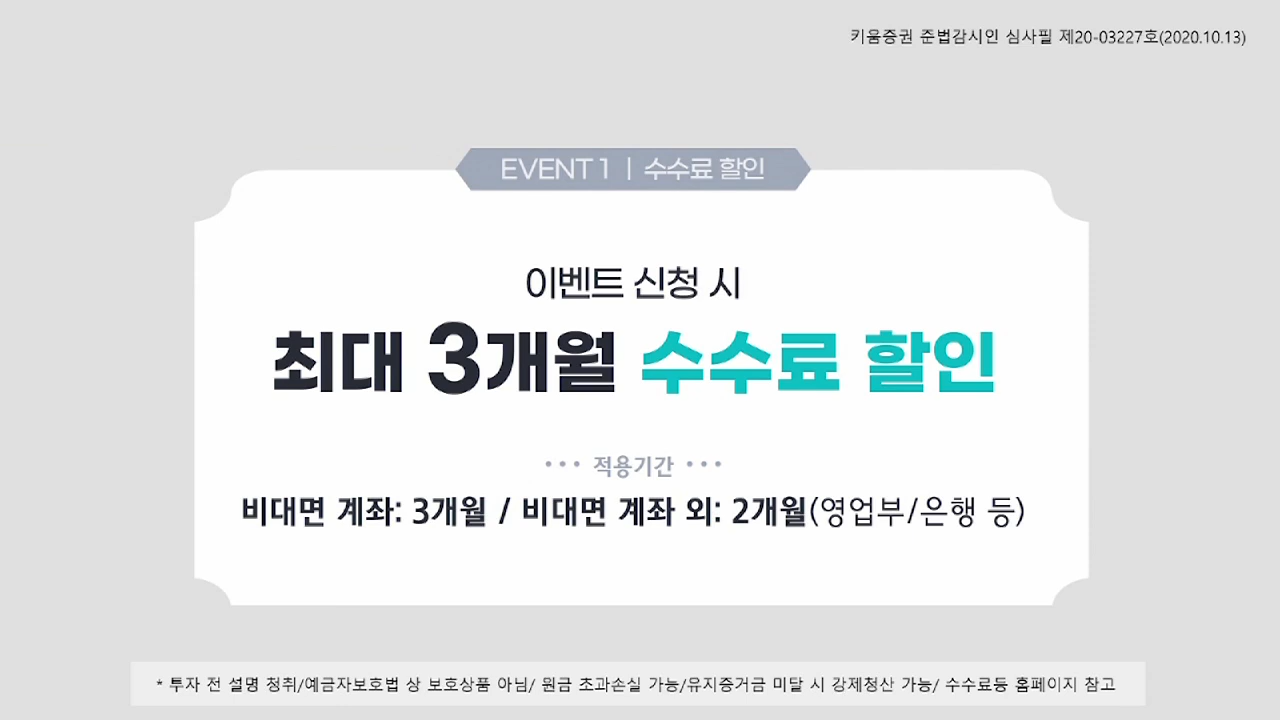 키움증권 준법감시인 심사필 제20-03227호(2020.10.13)
EVENT 1 | 수수료 할인
이벤트 신청 시
최대 3개월 수수료 할인
••• 적용기간 •••
비대면 계좌: 3개월 / 비대면 계좌 외: 2개월(영업부/은행 등)
* 투자 전 설명 청취/예금자보호법 상 보호상품 아님/ 원금 초과손실 가능/유지증거금 미달 시 강제청산 가능/ 수수료등 홈페이지 참고